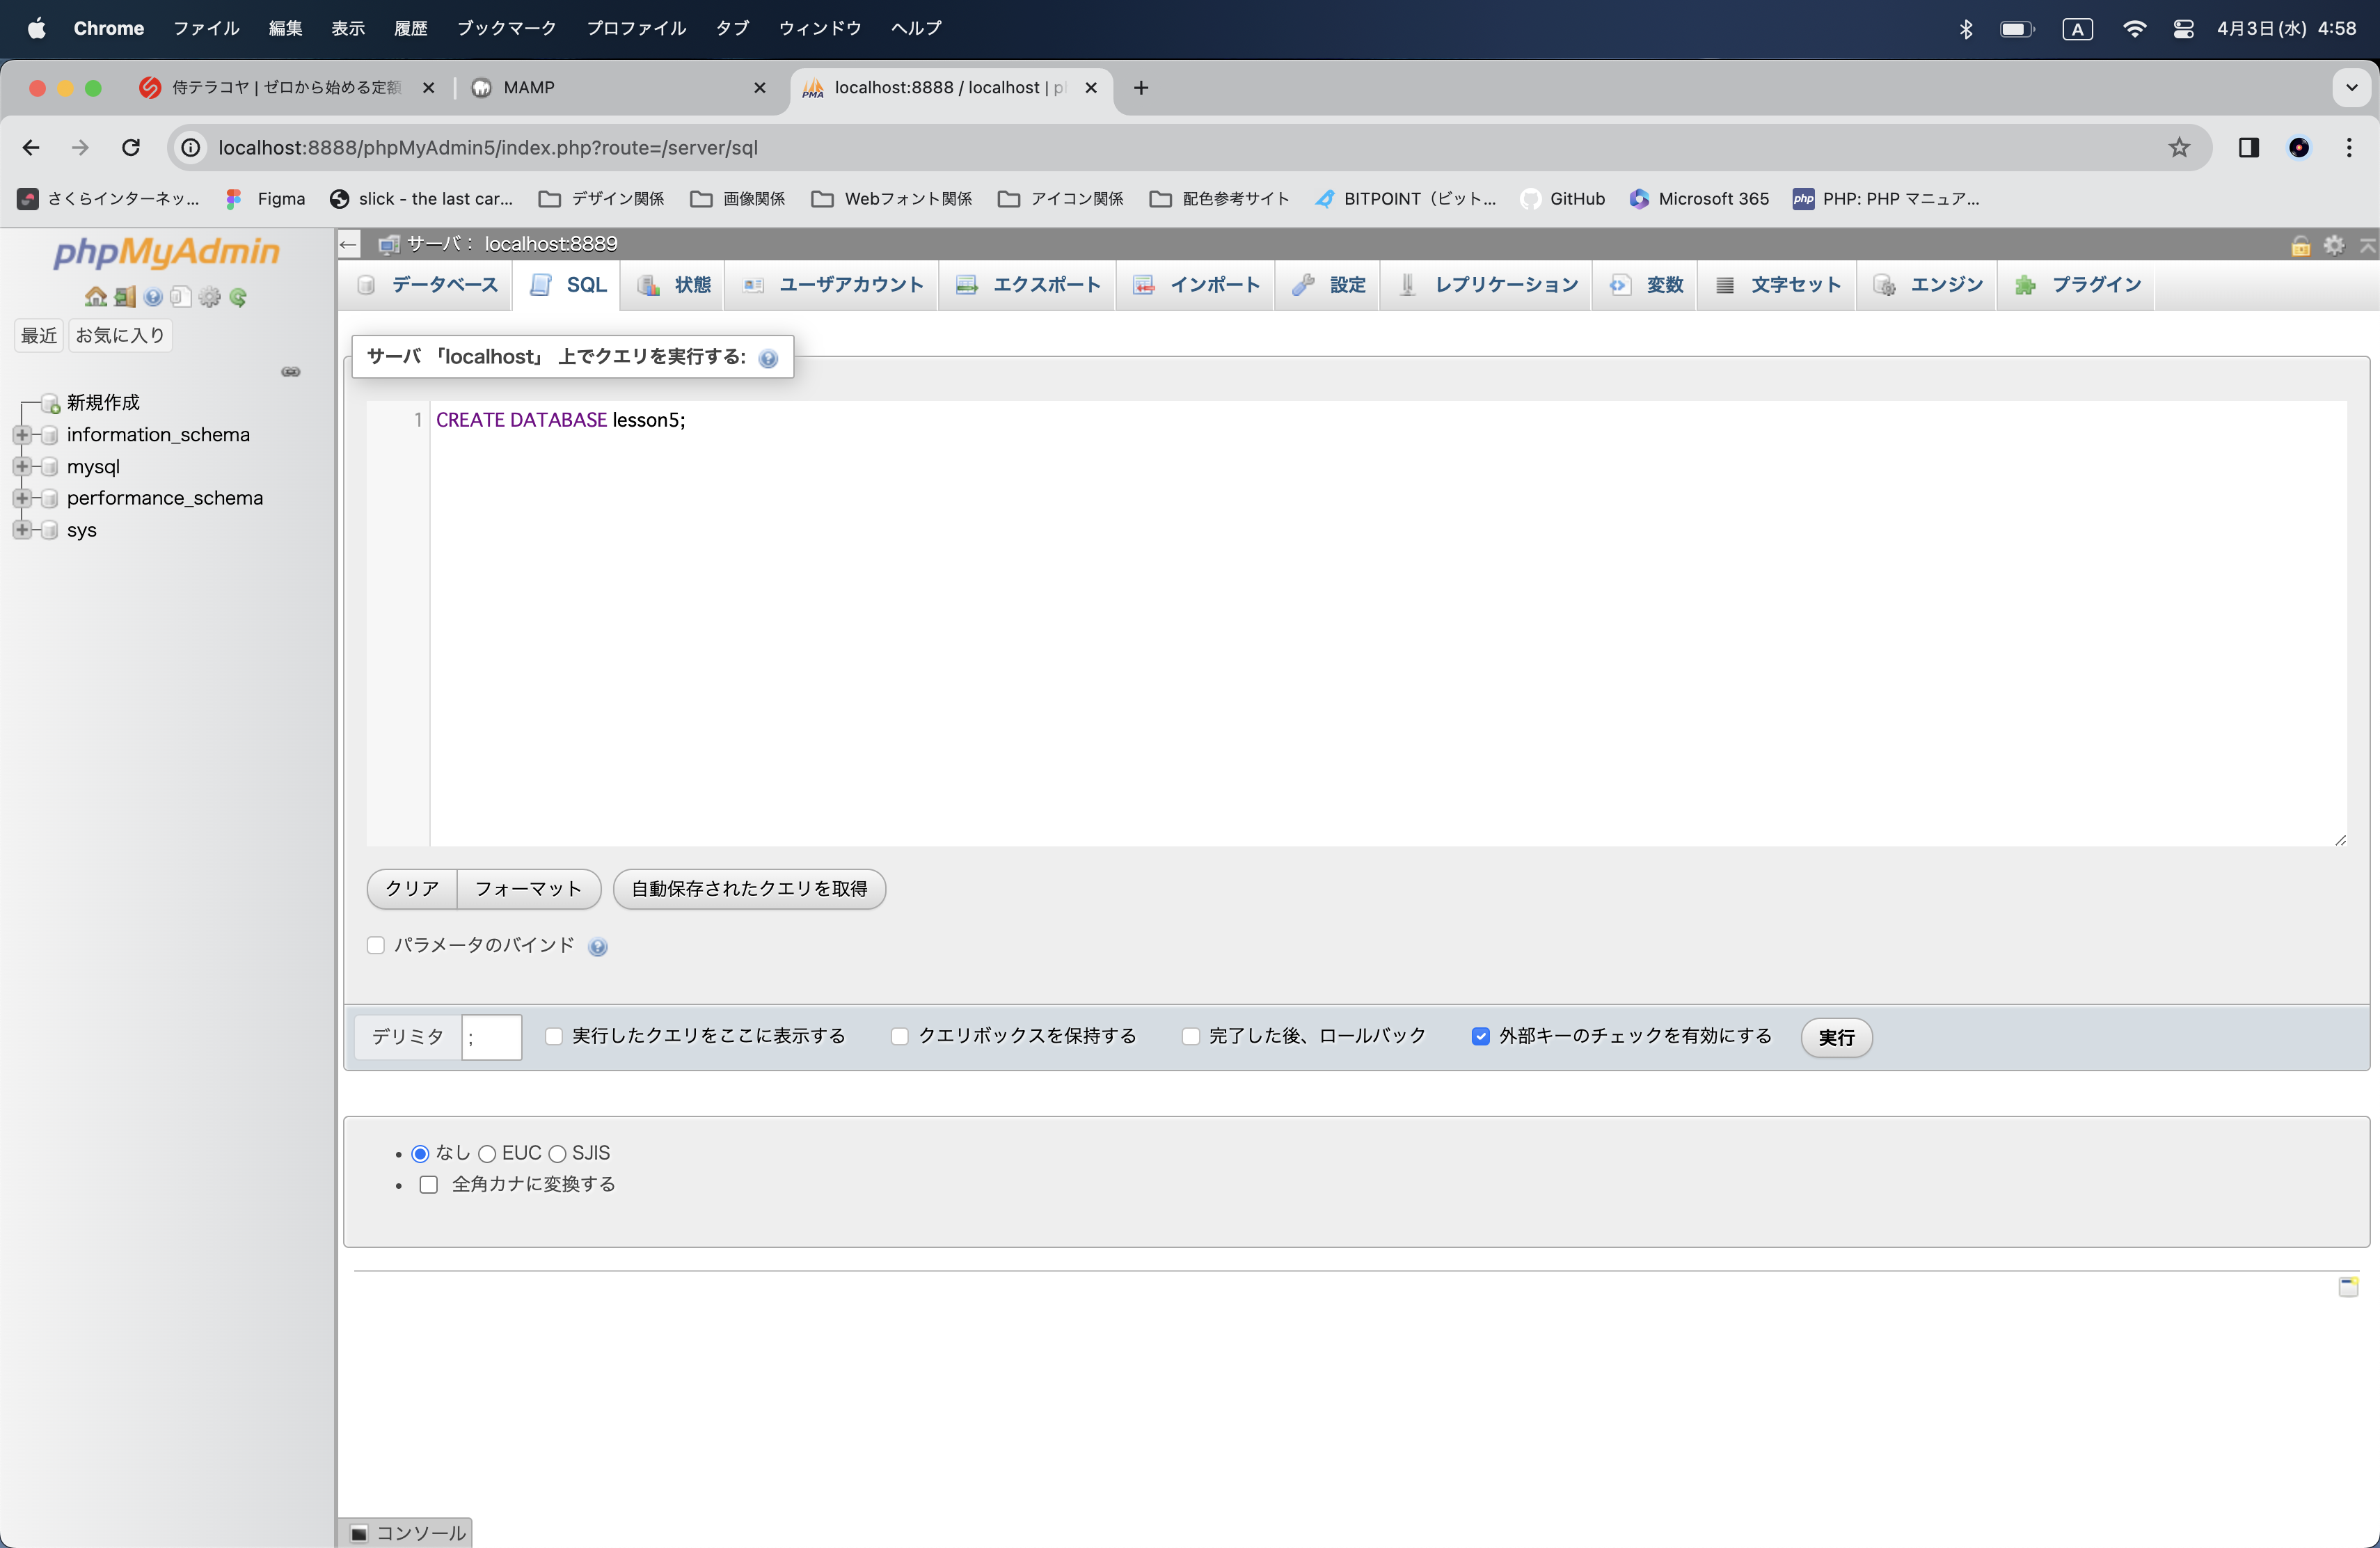 Chrome ファイル 編集 表示 履歴 ブックマーク プロファイル タブ ウィンドウ ヘルプ A 4月3日(水) 4:58
侍テラコヤ | ゼロから始める定額 MAMP localhost:8888 / localhost | p
localhost:8888/phpMyAdmin5/index.php?route=/server/sql
さくらインターネッ... Figma slick - the last car... デザイン関係 画像関係 Webフォント関係 アイコン関係 配色参考サイト BITPOINT（ビット... GitHub Microsoft 365 php PHP: PHP マニュア...
phpMyAdmin
最近 お気に入り
新規作成
information_schema
mysql
performance_schema
sys
サーバ： localhost:8889
データベース SQL 状態 ユーザアカウント エクスポート インポート 設定 レプリケーション 変数 文字セット エンジン プラグイン
サーバ 「localhost」 上でクエリを実行する:
1 CREATE DATABASE lesson5;
クリア フォーマット 自動保存されたクエリを取得
パラメータのバインド
デリミタ ; 実行したクエリをここに表示する クエリボックスを保持する 完了した後、ロールバック 外部キーのチェックを有効にする 実行
なし EUC SJIS
全角カナに変換する
コンソール